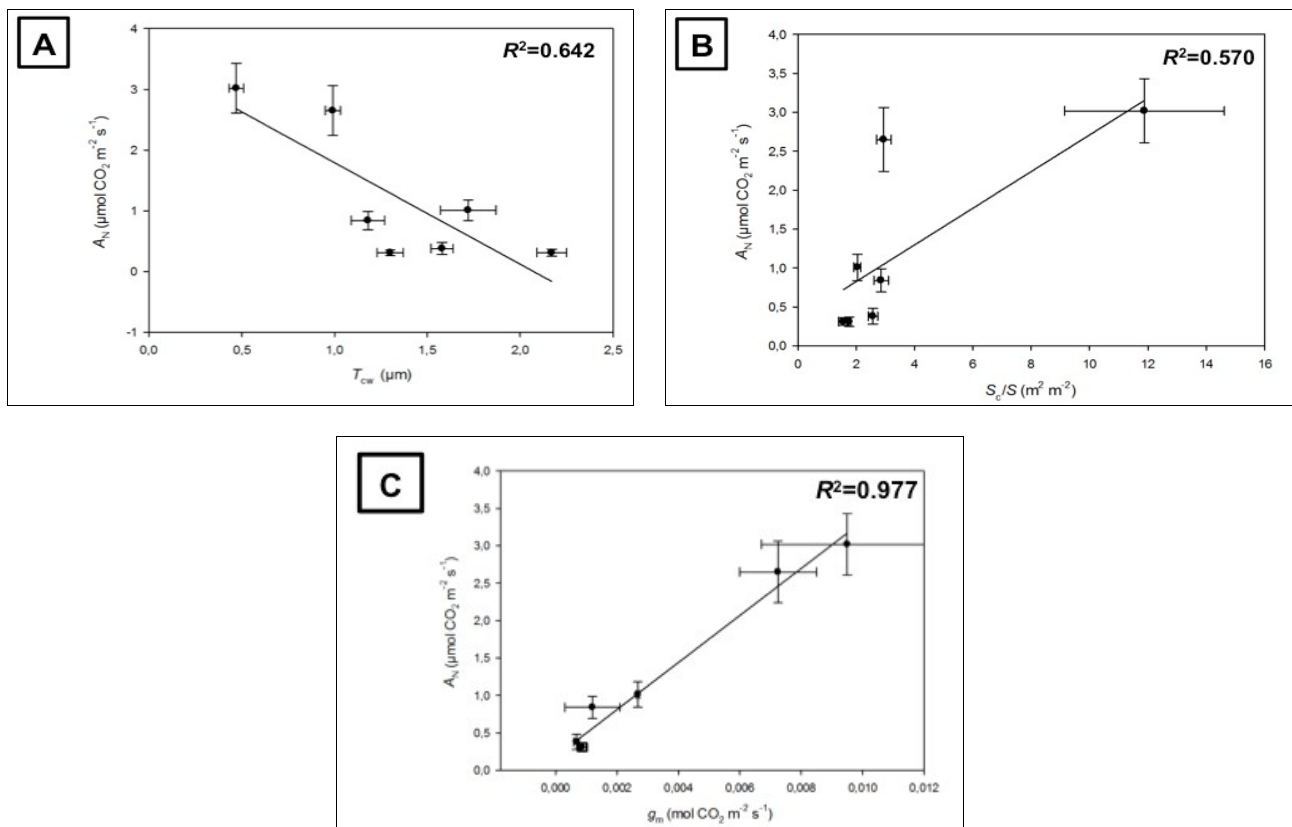 A
R²=0.642
4
3
2
1
0
-1
A_N (µmol CO₂ m⁻² s⁻¹)
0,0 0,5 1,0 1,5 2,0 2,5
T_cw (µm)
B
R²=0.570
4,0
3,5
3,0
2,5
2,0
1,5
1,0
0,5
0,0
A_N (µmol CO₂ m⁻² s⁻¹)
0 2 4 6 8 10 12 14 16
S_c/S (m² m⁻²)
C
R²=0.977
4,0
3,5
3,0
2,5
2,0
1,5
1,0
0,5
0,0
A_N (µmol CO₂ m⁻² s⁻¹)
0,000 0,002 0,004 0,006 0,008 0,010 0,012
g_m (mol CO₂ m⁻² s⁻¹)